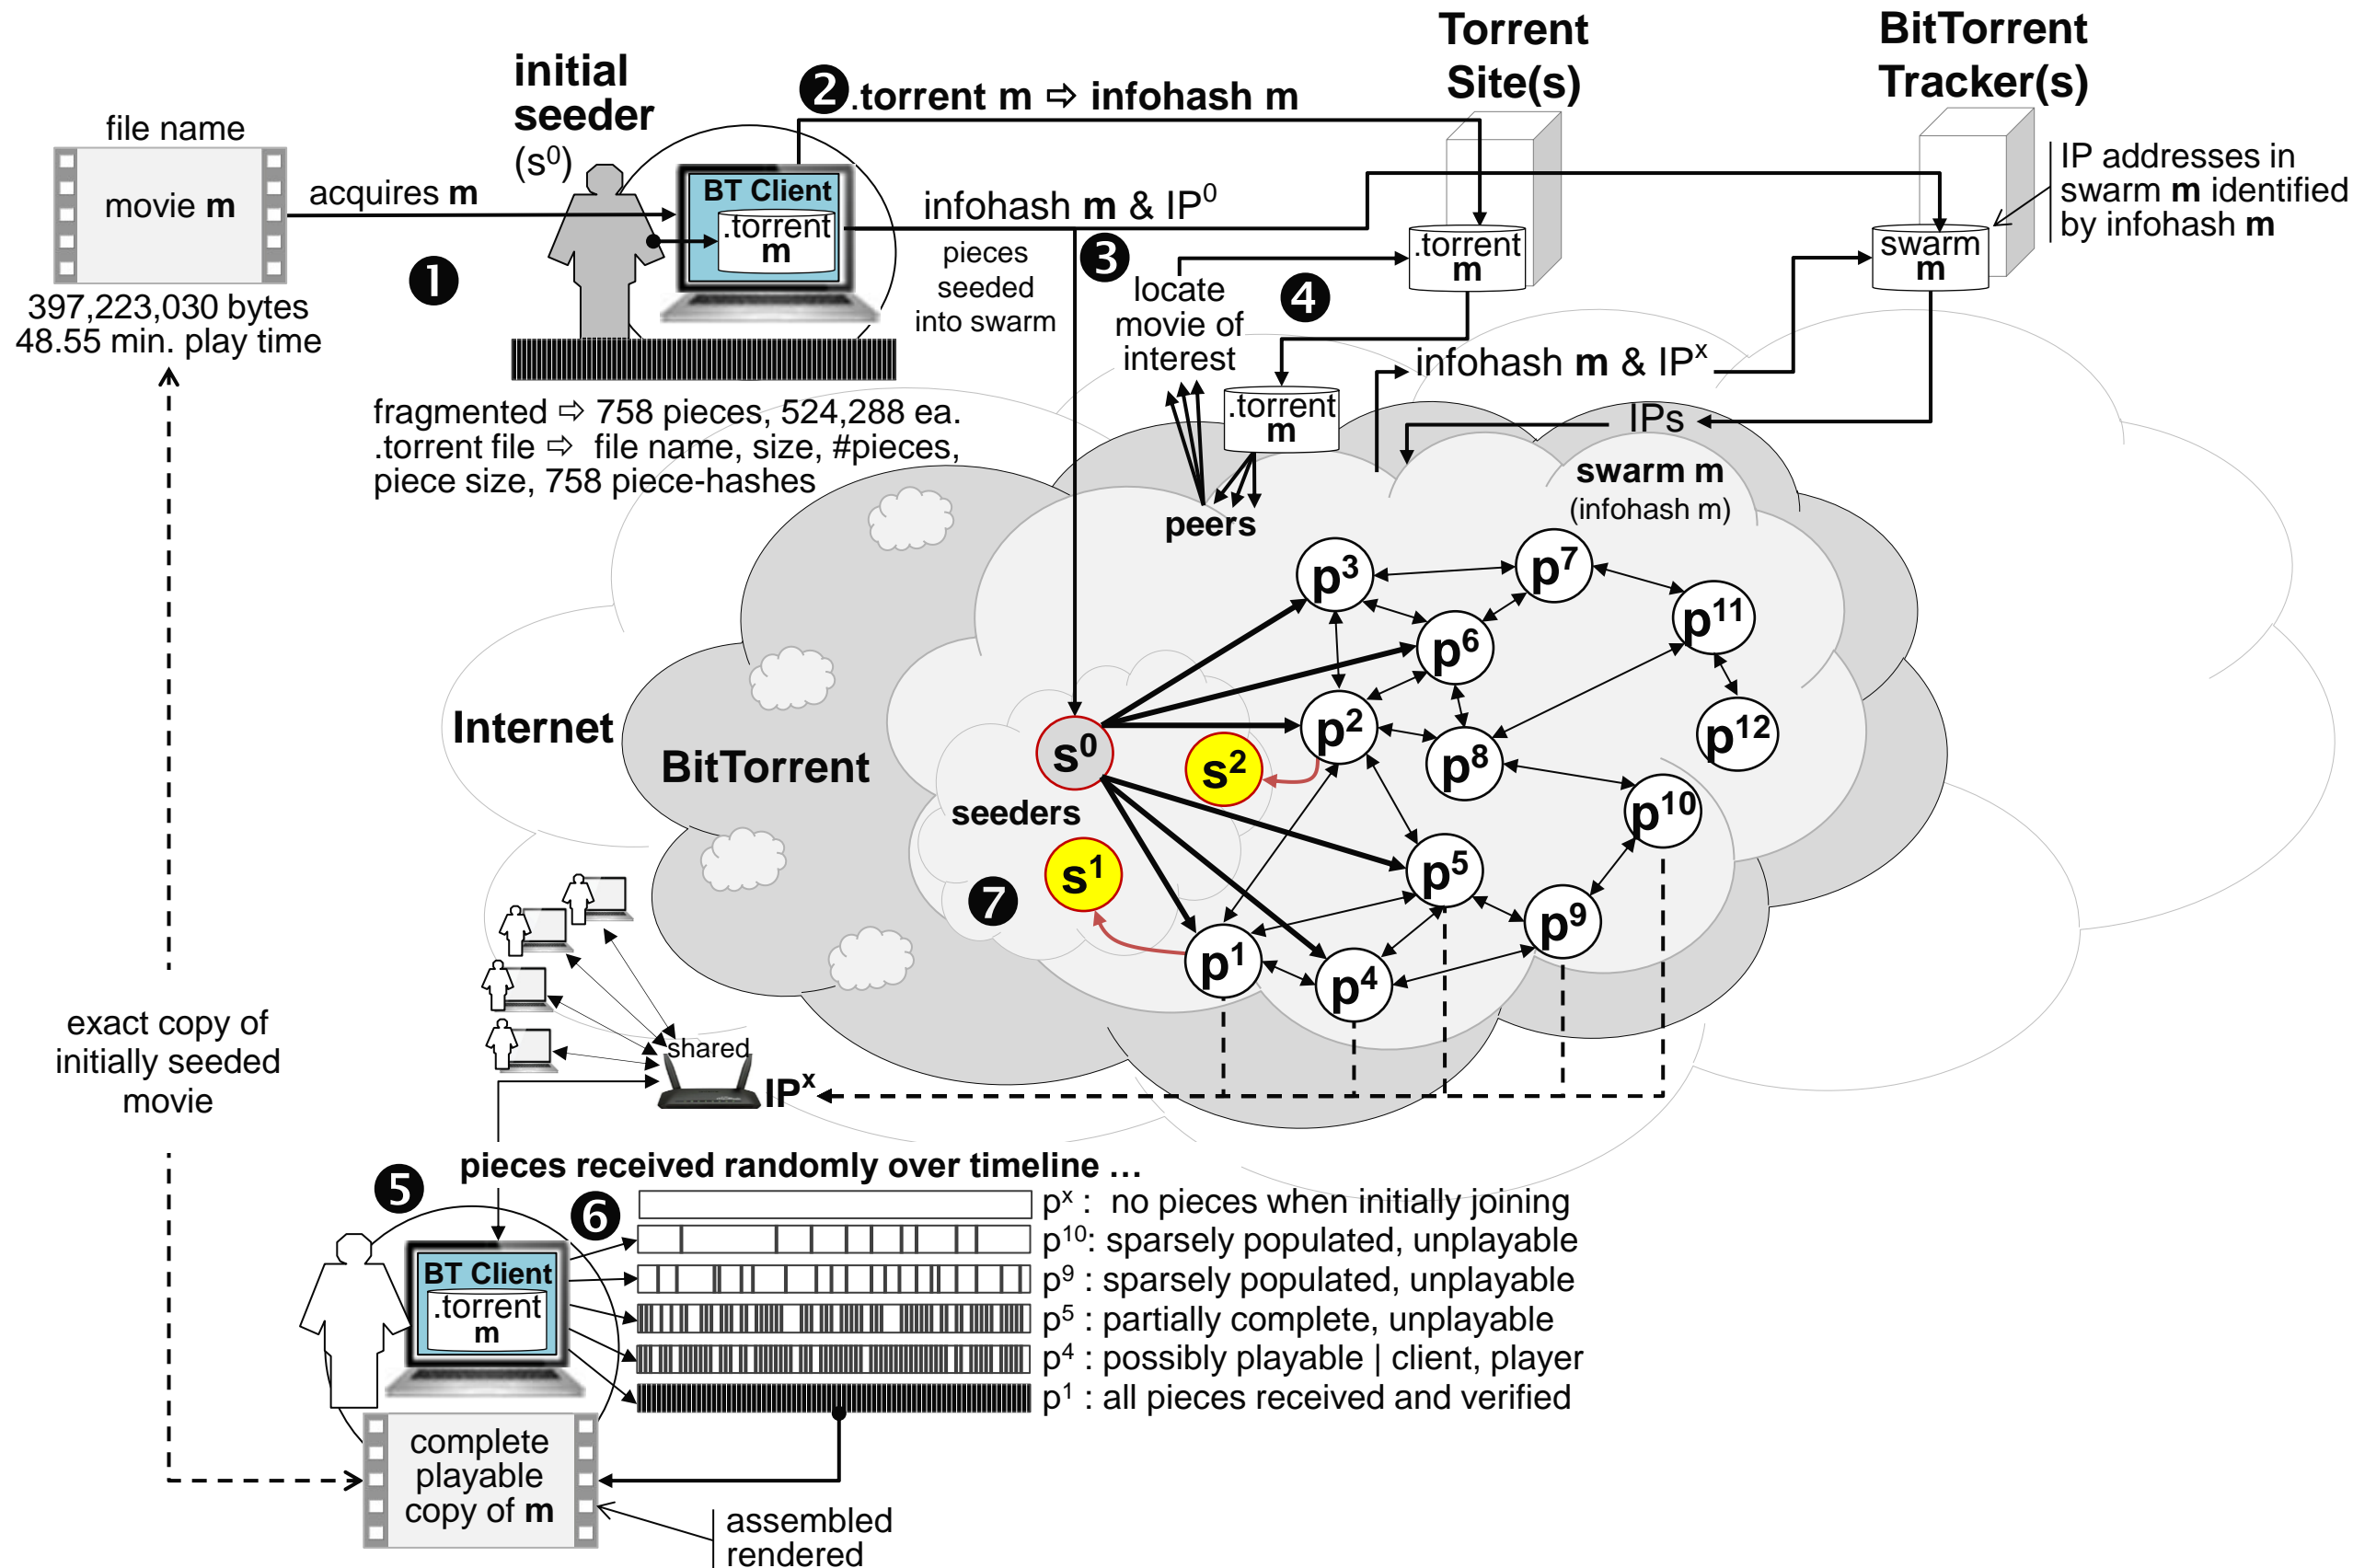 Torrent
Site(s)
BitTorrent
Tracker(s)
initial
seeder
(s⁰)
❷.torrent m ⇨ infohash m
file name
movie m
397,223,030 bytes
48.55 min. play time
acquires m
❶
BT Client
.torrent
m
infohash m & IP⁰
pieces
seeded
into swarm
❸
locate
movie of
interest
❹
.torrent
m
swarm
m
IP addresses in
swarm m identified
by infohash m
fragmented ⇨ 758 pieces, 524,288 ea.
.torrent file ⇨ file name, size, #pieces,
piece size, 758 piece-hashes
.torrent
m
infohash m & IPˣ
IPs
swarm m
(infohash m)
peers
p³
p⁷
p¹¹
p⁶
p²
p⁸
p¹²
p¹⁰
s⁰
s²
seeders
s¹
❼
p⁵
p⁹
p¹
p⁴
Internet
BitTorrent
shared
IPˣ
exact copy of
initially seeded
movie
pieces received randomly over timeline ...
❺
❻
BT Client
.torrent
m
pˣ : no pieces when initially joining
p¹⁰: sparsely populated, unplayable
p⁹ : sparsely populated, unplayable
p⁵ : partially complete, unplayable
p⁴ : possibly playable | client, player
p¹ : all pieces received and verified
complete
playable
copy of m
assembled
rendered